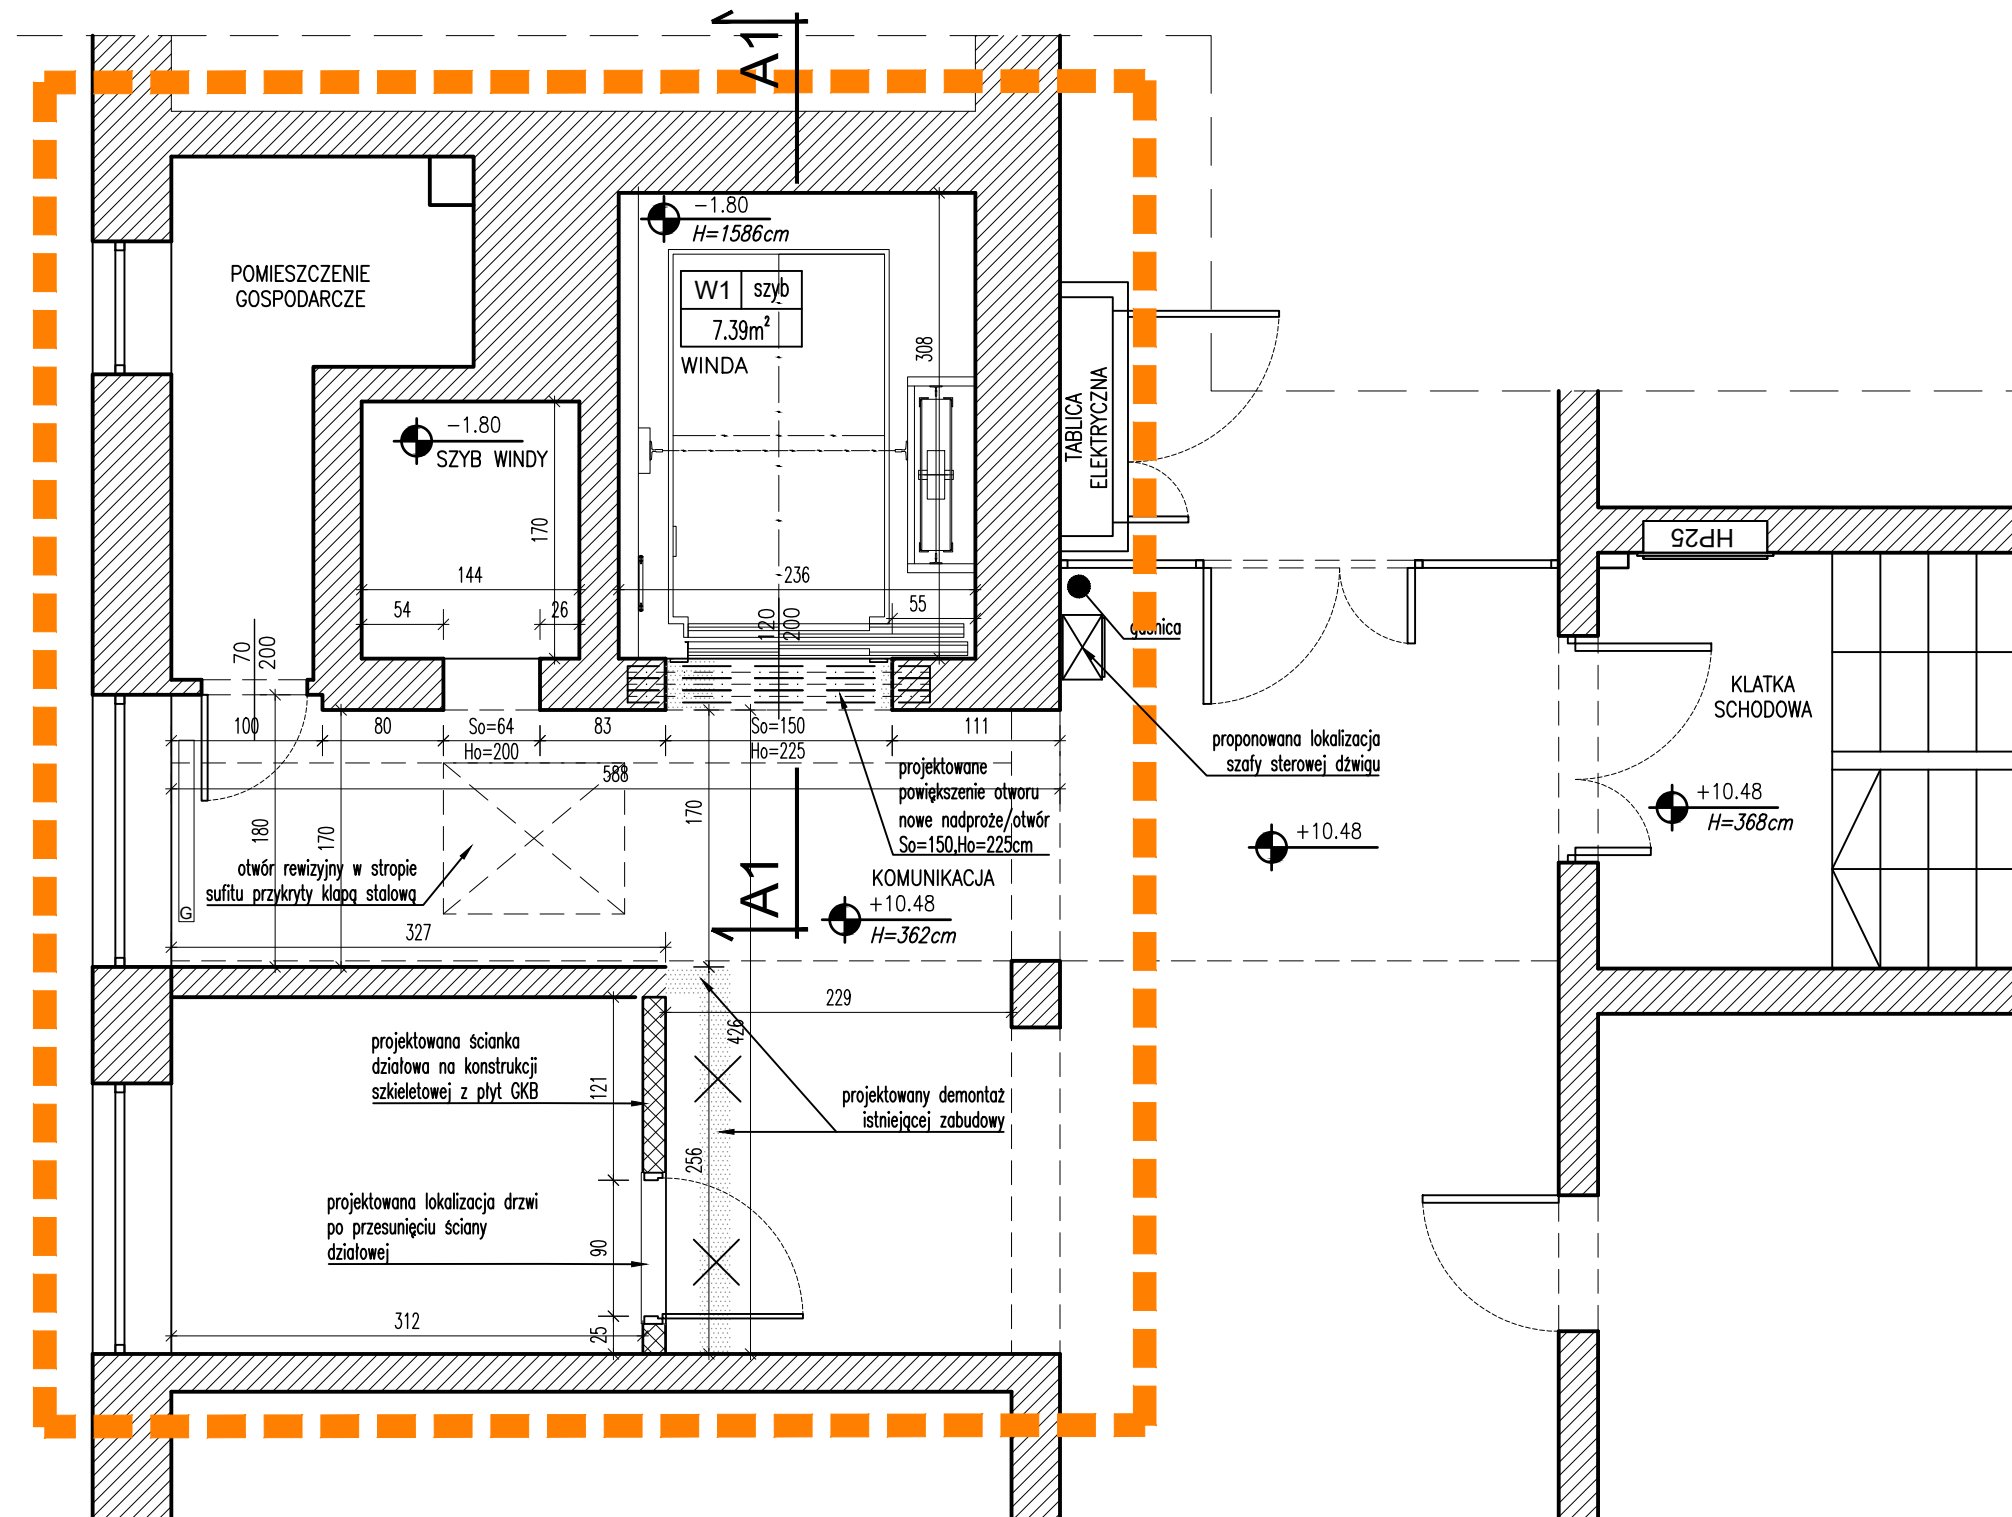 A1
-1.80
H=1586cm
POMIESZCZENIE
GOSPODARCZE
W1 szyb
7.39m²
WINDA
308
TABLICA
ELEKTRYCZNA
-1.80
SZYB WINDY
170
144
54
26
236
55
120
200
HP25
gaśnica
70
200
KLATKA
SCHODOWA
100
80
So=64
Ho=200
83
So=150
Ho=225
111
588
proponowana lokalizacja
szafy sterowej dźwigu
projektowane
powiększenie otworu
nowe nadproże/otwór
So=150,Ho=225cm
+10.48
H=368cm
+10.48
180
170
170
otwór rewizyjny w stropie
sufitu przykryty klapą stalową
G
A1
KOMUNIKACJA
+10.48
H=362cm
327
229
426
projektowana ścianka
działowa na konstrukcji
szkieletowej z płyt GKB
121
projektowany demontaż
istniejącej zabudowy
256
projektowana lokalizacja drzwi
po przesunięciu ściany
działowej
90
312
25